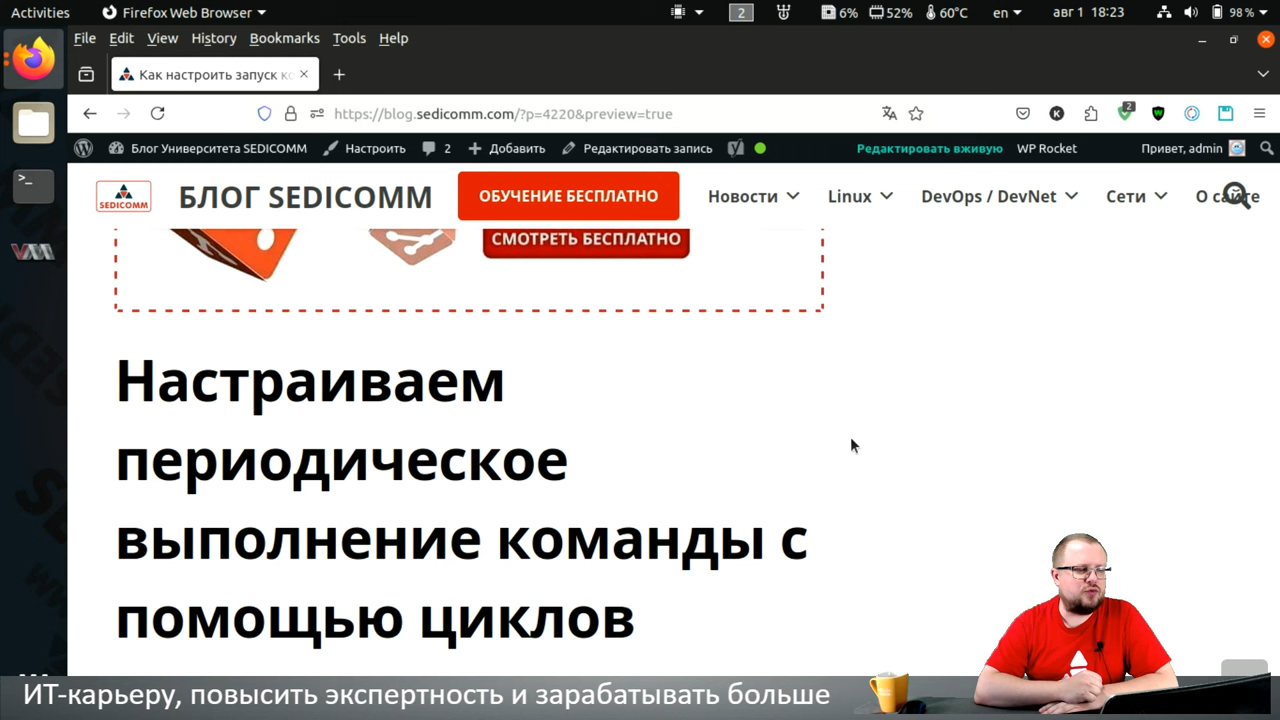 Activities
Firefox Web Browser
2
6%
52%
60°C
en
авг 1 18:23
98 %
File Edit View History Bookmarks Tools Help
Как настроить запуск ко
https://blog.sedicomm.com/?p=4220&preview=true
K
2
Блог Университета SEDICOMM
Настроить
2
Добавить
Редактировать запись
Редактировать вживую
WP Rocket
Привет, admin
SEDICOMM
БЛОГ SEDICOMM
ОБУЧЕНИЕ БЕСПЛАТНО
Новости
Linux
DevOps / DevNet
Сети
О сайте
СМОТРЕТЬ БЕСПЛАТНО
Настраиваем
периодическое
выполнение команды с
помощью циклов
ИТ-карьеру, повысить экспертность и зарабатывать больше